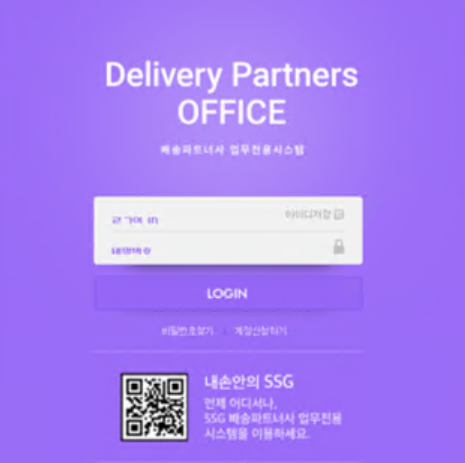 Delivery Partners
OFFICE
배송파트너사 업무전용시스템
아이디저장
LOGIN
비밀번호찾기 | 계정신청하기
내손안의 SSG
언제 어디서나,
SSG 배송파트너사 업무전용
시스템을 이용하세요.